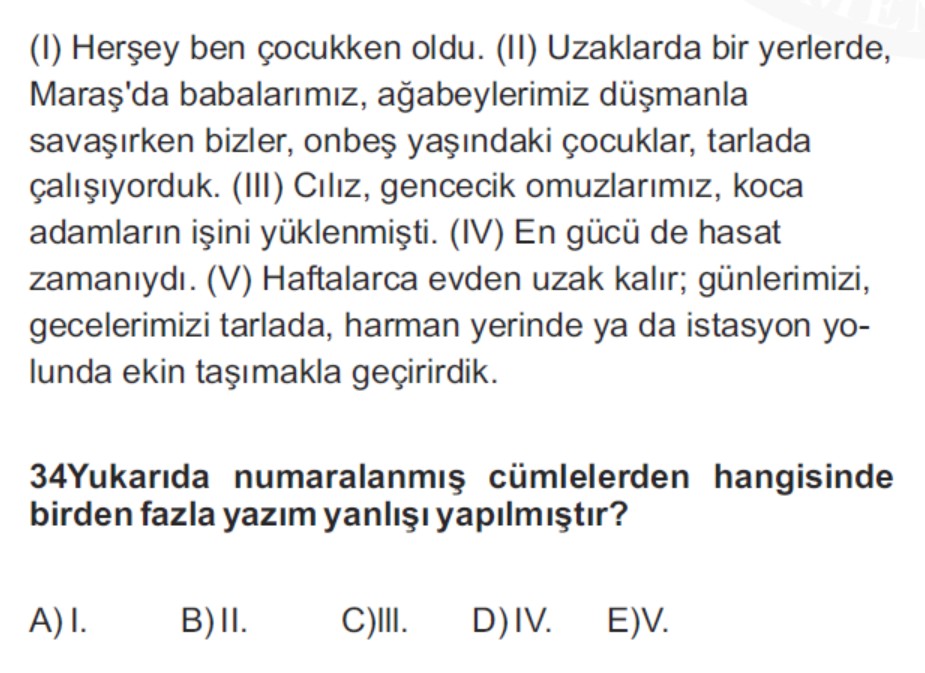 MEN
(I) Herşey ben çocukken oldu. (II) Uzaklarda bir yerlerde,
Maraş'da babalarımız, ağabeylerimiz düşmanla
savaşırken bizler, onbeş yaşındaki çocuklar, tarlada
çalışıyorduk. (III) Cılız, gencecik omuzlarımız, koca
adamların işini yüklenmişti. (IV) En gücü de hasat
zamanıydı. (V) Haftalarca evden uzak kalır; günlerimizi,
gecelerimizi tarlada, harman yerinde ya da istasyon yo-
lunda ekin taşımakla geçirirdik.
34Yukarıda numaralanmış cümlelerden hangisinde
birden fazla yazım yanlışı yapılmıştır?
A) I. B) II. C)III. D) IV. E)V.